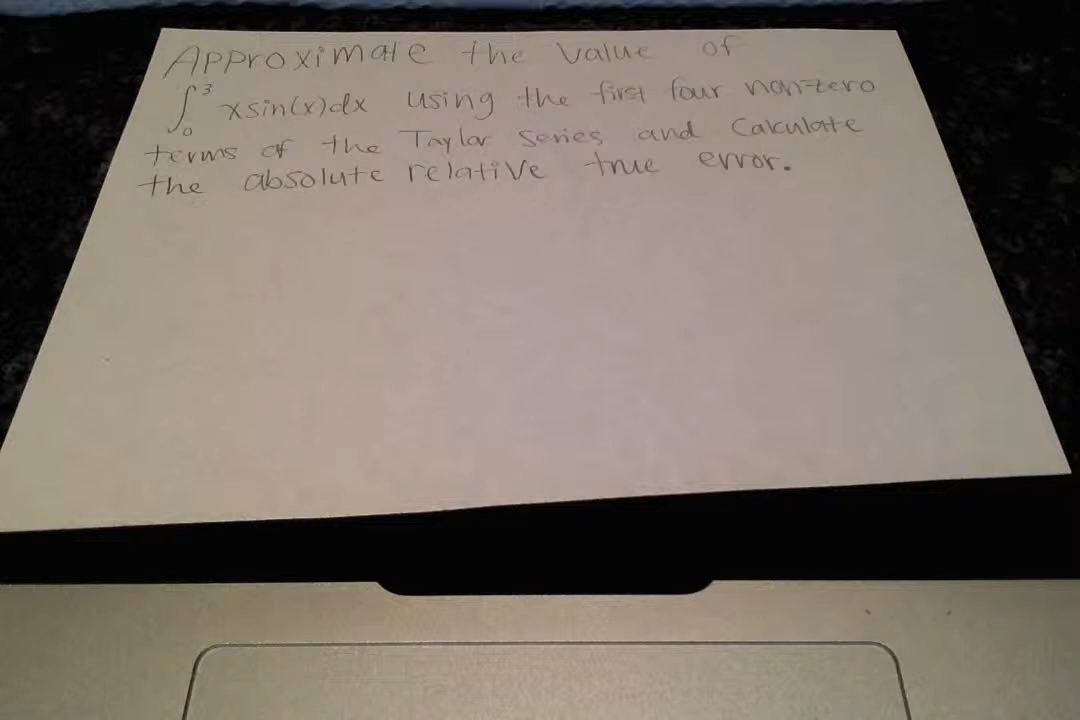 Approximate the value of
∫₀³ x sin(x)dx using the first four non-zero
terms of the Taylor Series and Calculate
the absolute relative true error.